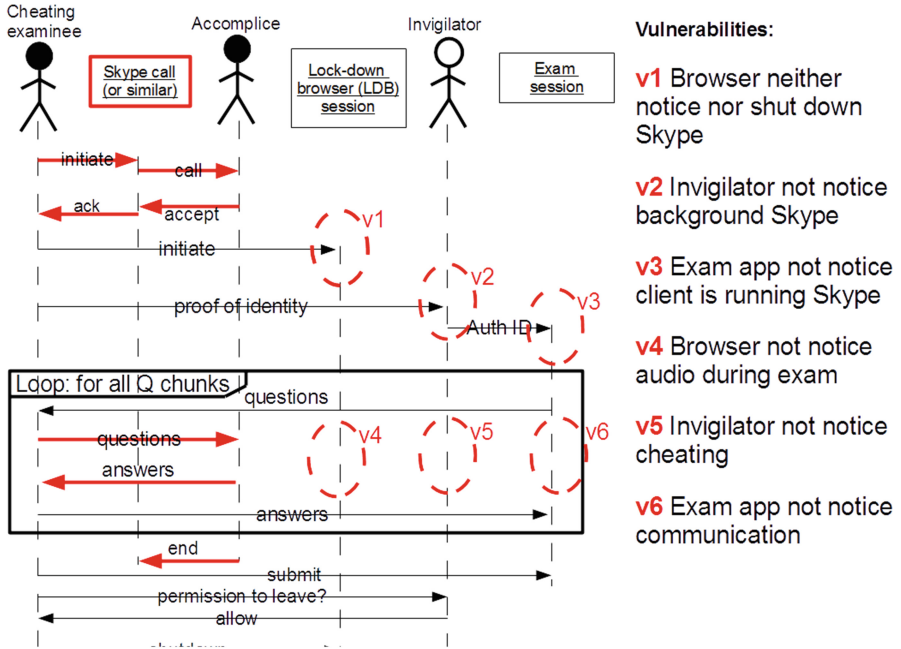 Cheating
examinee
Accomplice
Invigilator
Skype call
(or similar)
Lock-down
browser (LDB)
session
Exam
session
initiate
call
ack
accept
v1
initiate
v2
proof of identity
v3
Auth ID
Loop: for all Q chunks
questions
questions
v4
v5
v6
answers
answers
end
submit
permission to leave?
allow
Vulnerabilities:
v1 Browser neither
notice nor shut down
Skype
v2 Invigilator not notice
background Skype
v3 Exam app not notice
client is running Skype
v4 Browser not notice
audio during exam
v5 Invigilator not notice
cheating
v6 Exam app not notice
communication